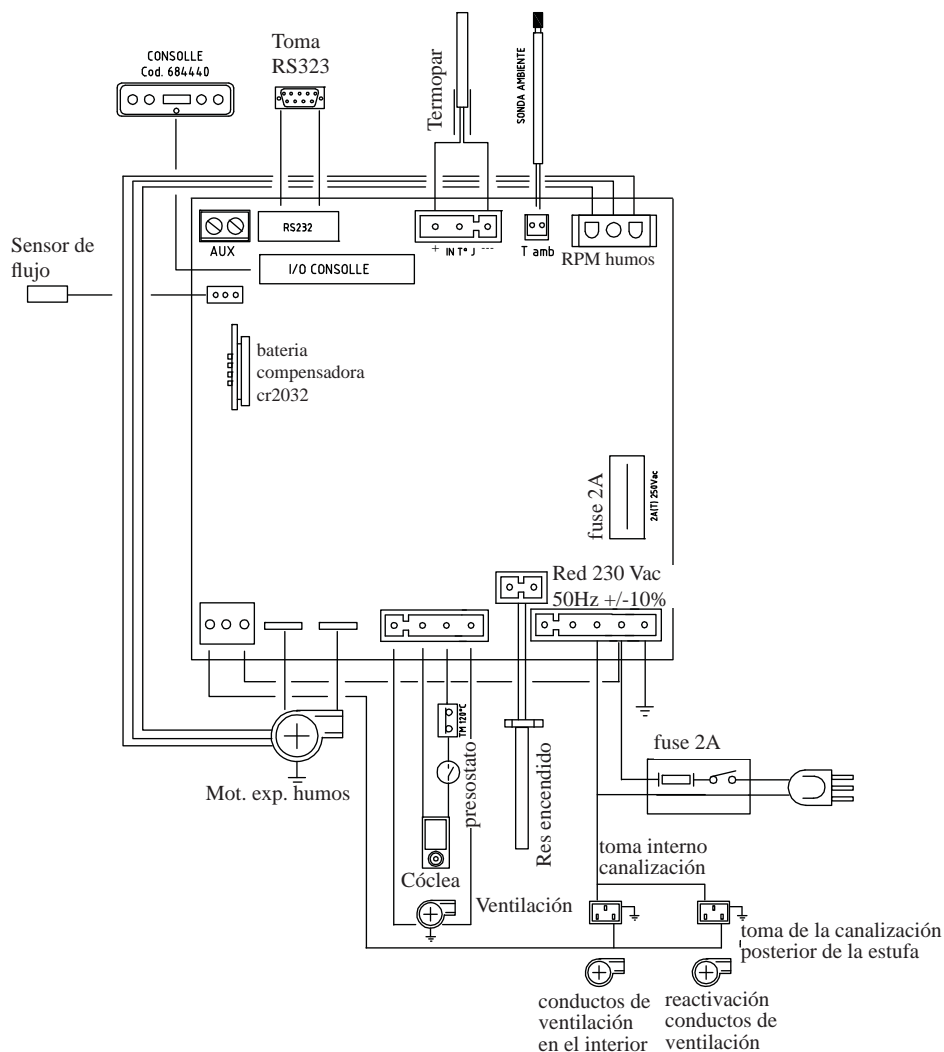 CONSOLLE
Cod. 684440
Toma
RS323
Termopar
SONDA AMBIENTE
AUX
RS232
+ IN T° J ---
T amb
RPM humos
I/O CONSOLLE
Sensor de
flujo
bateria
compensadora
cr2032
fuse 2A
2A(T) 250Vac
Red 230 Vac
50Hz +/-10%
TM 120°C
presostato
Res encendido
fuse 2A
Mot. exp. humos
Cóclea
Ventilación
toma interno
canalización
toma de la canalización
posterior de la estufa
conductos de
ventilación
en el interior
reactivación
conductos de
ventilación